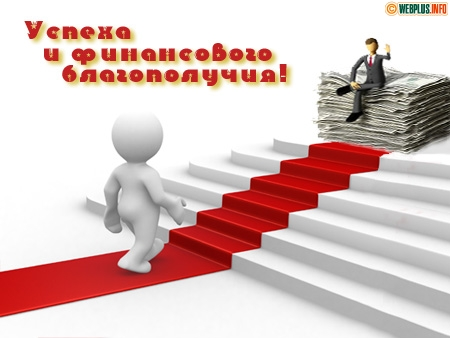 © WEBPLUS.INFO
Успеха
и финансового
благополучия!